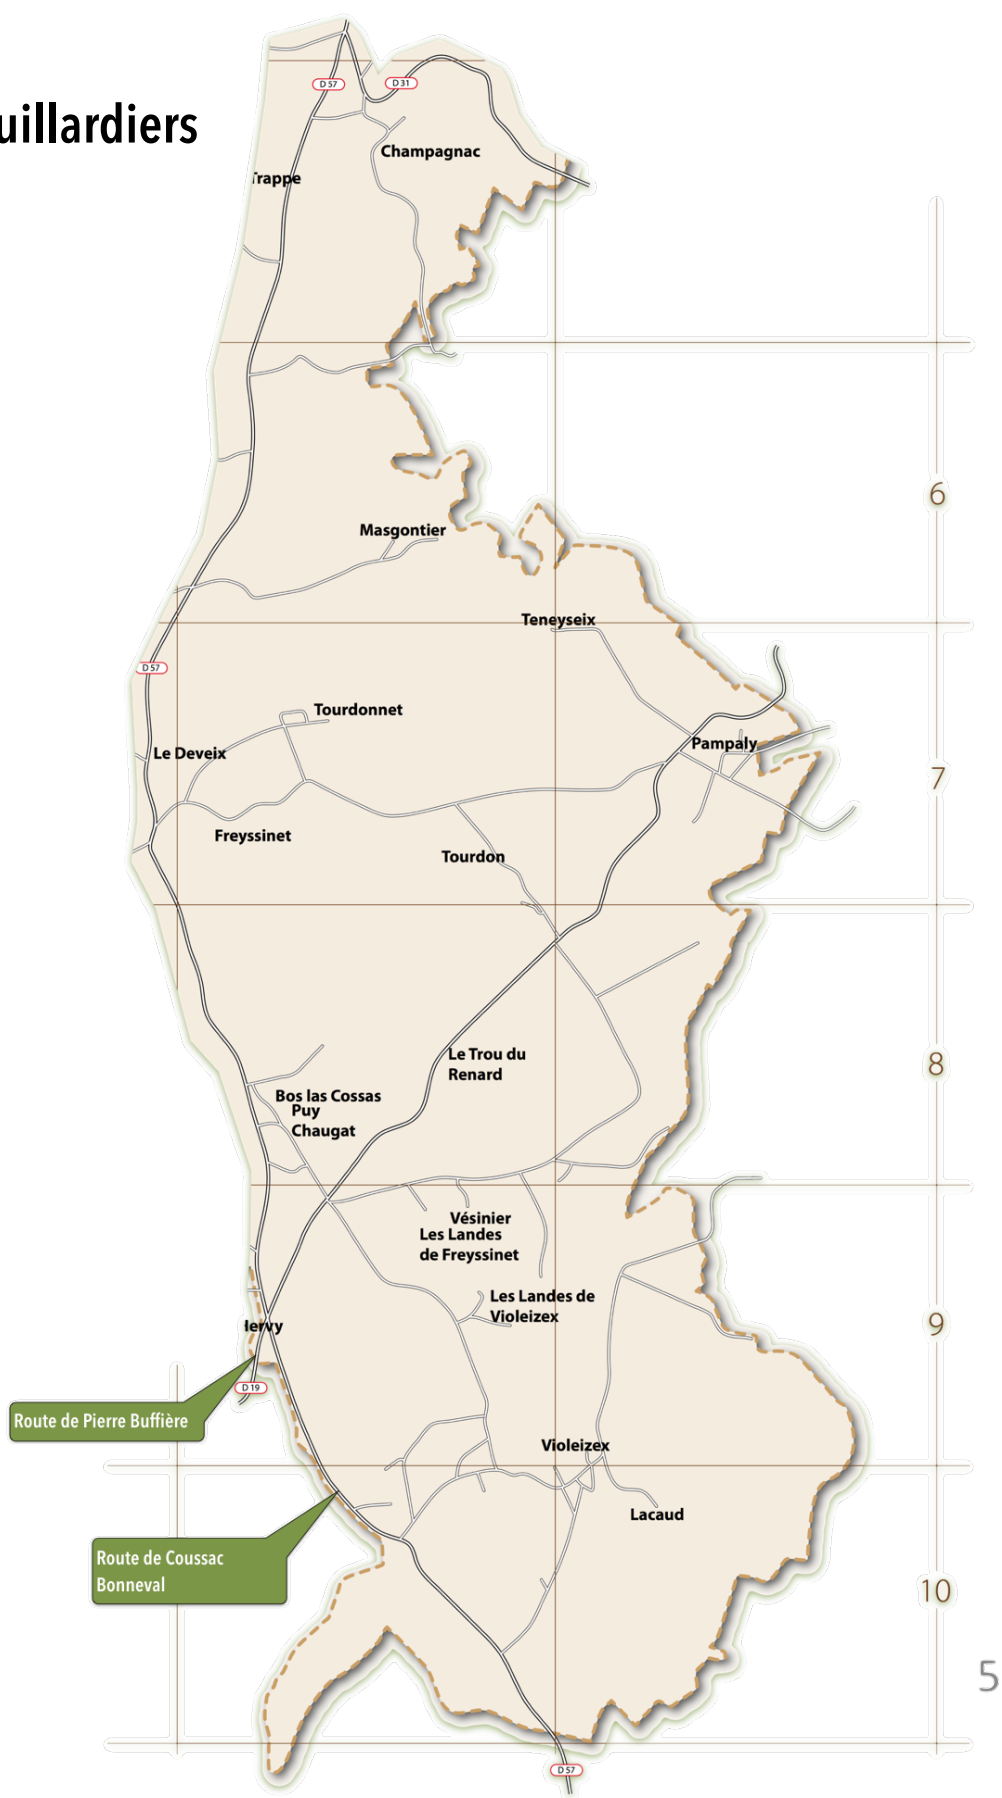 D 57
D 31
uillardiers
Champagnac
Trappe
6
Masgontier
Teneyseix
D 57
Tourdonnet
Pampaly
Le Deveix
7
Freyssinet
Tourdon
Le Trou du
Renard
8
Bos las Cossas
Puy
Chaugat
Vésinier
Les Landes
de Freyssinet
Les Landes de
Violeizex
9
lervy
D 19
Route de Pierre Buffière
Violeizex
Lacaud
Route de Coussac
Bonneval
10
5
D 57